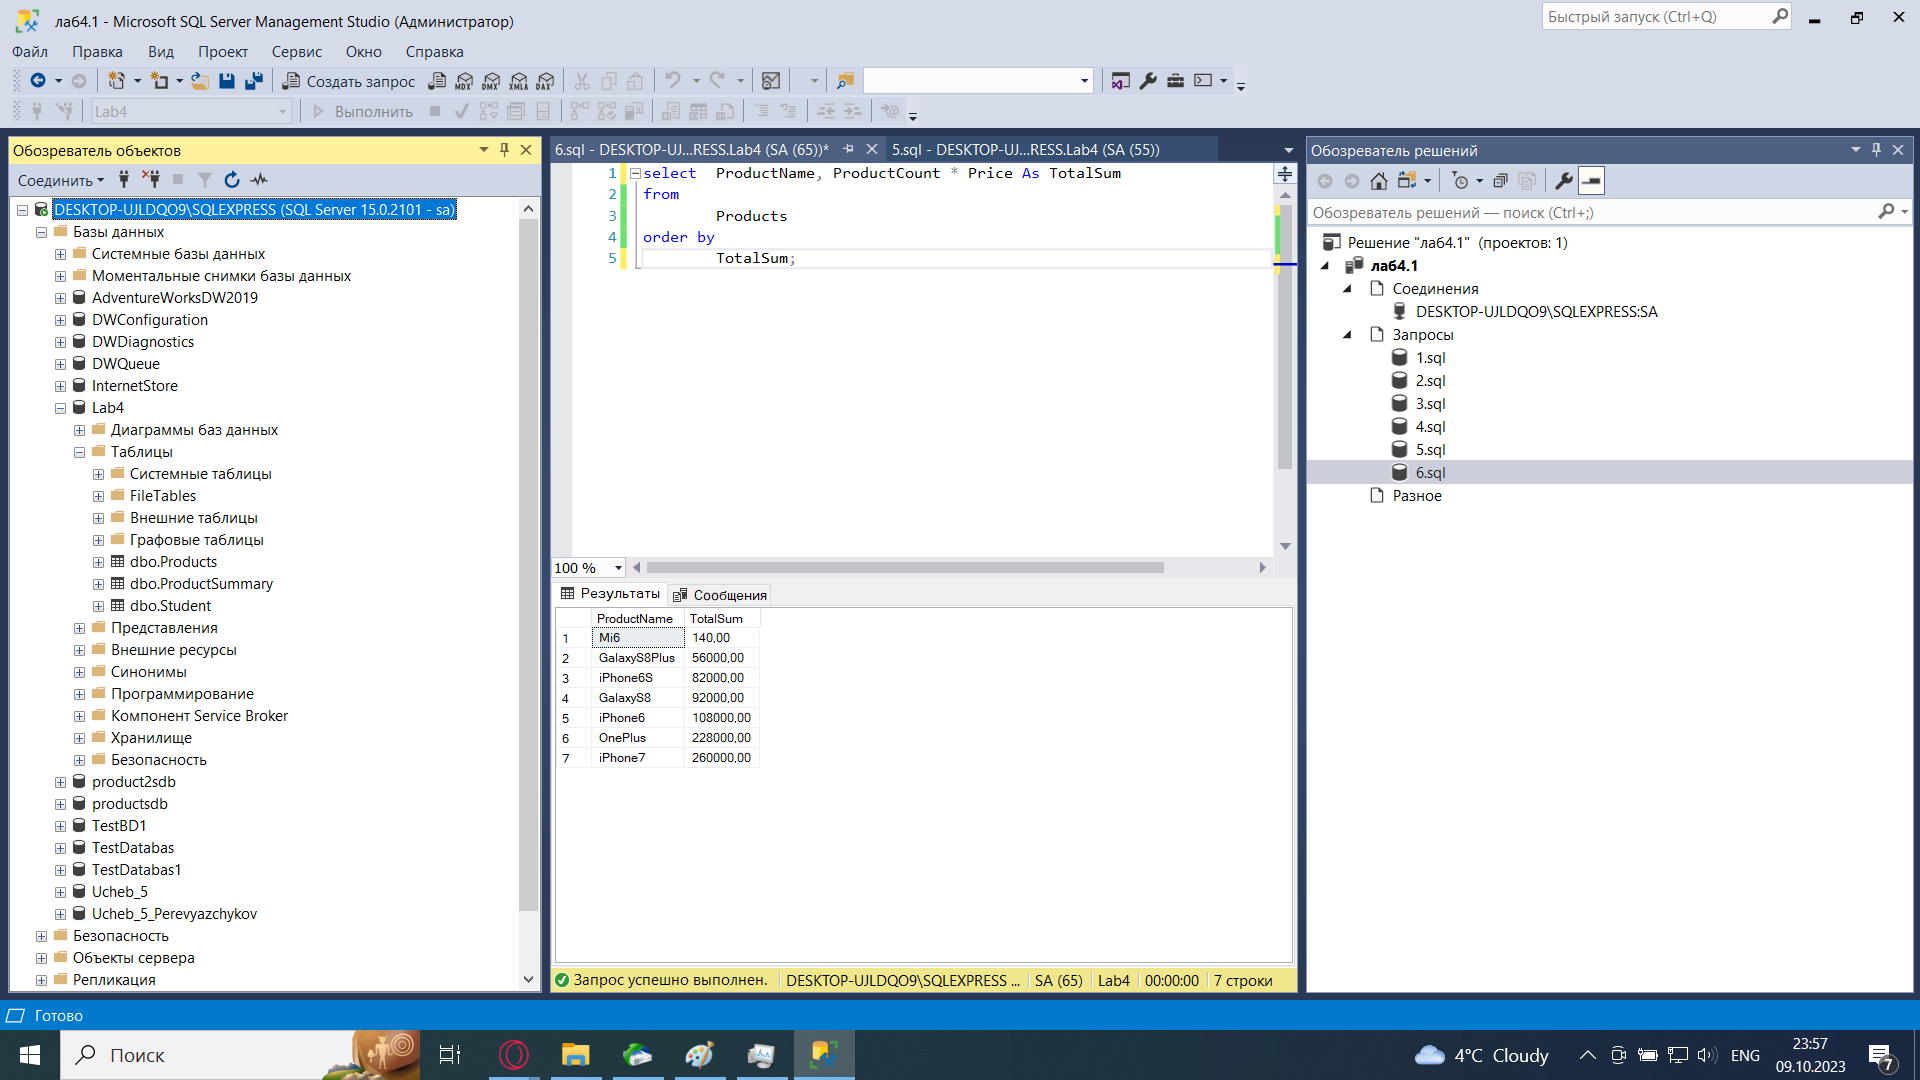 лаб4.1 - Microsoft SQL Server Management Studio (Администратор)
Быстрый запуск (Ctrl+Q)
Файл Правка Вид Проект Сервис Окно Справка
Создать запрос MDX DMX XMLA DAX
Lab4 Выполнить
Обозреватель объектов
Соединить
DESKTOP-UJLDQO9\SQLEXPRESS (SQL Server 15.0.2101 - sa)
Базы данных
Системные базы данных
Моментальные снимки базы данных
AdventureWorksDW2019
DWConfiguration
DWDiagnostics
DWQueue
InternetStore
Lab4
Диаграммы баз данных
Таблицы
Системные таблицы
FileTables
Внешние таблицы
Графовые таблицы
dbo.Products
dbo.ProductSummary
dbo.Student
Представления
Внешние ресурсы
Синонимы
Программирование
Компонент Service Broker
Хранилище
Безопасность
product2sdb
productsdb
TestBD1
TestDatabas
TestDatabas1
Ucheb_5
Ucheb_5_Perevyazchykov
Безопасность
Объекты сервера
Репликация
6.sql - DESKTOP-UJ...RESS.Lab4 (SA (65))* 5.sql - DESKTOP-UJ...RESS.Lab4 (SA (55))
1 select ProductName, ProductCount * Price As TotalSum
2 from
3 Products
4 order by
5 TotalSum;
100 %
Результаты Сообщения
ProductName TotalSum
1 Mi6 140,00
2 GalaxyS8Plus 56000,00
3 iPhone6S 82000,00
4 GalaxyS8 92000,00
5 iPhone6 108000,00
6 OnePlus 228000,00
7 iPhone7 260000,00
Запрос успешно выполнен. DESKTOP-UJLDQO9\SQLEXPRESS ... SA (65) Lab4 00:00:00 7 строки
Обозреватель решений
Обозреватель решений — поиск (Ctrl+;)
Решение "лаб4.1" (проектов: 1)
лаб4.1
Соединения
DESKTOP-UJLDQO9\SQLEXPRESS:SA
Запросы
1.sql
2.sql
3.sql
4.sql
5.sql
6.sql
Разное
Готово
Поиск
4°C Cloudy
ENG
23:57
09.10.2023
7